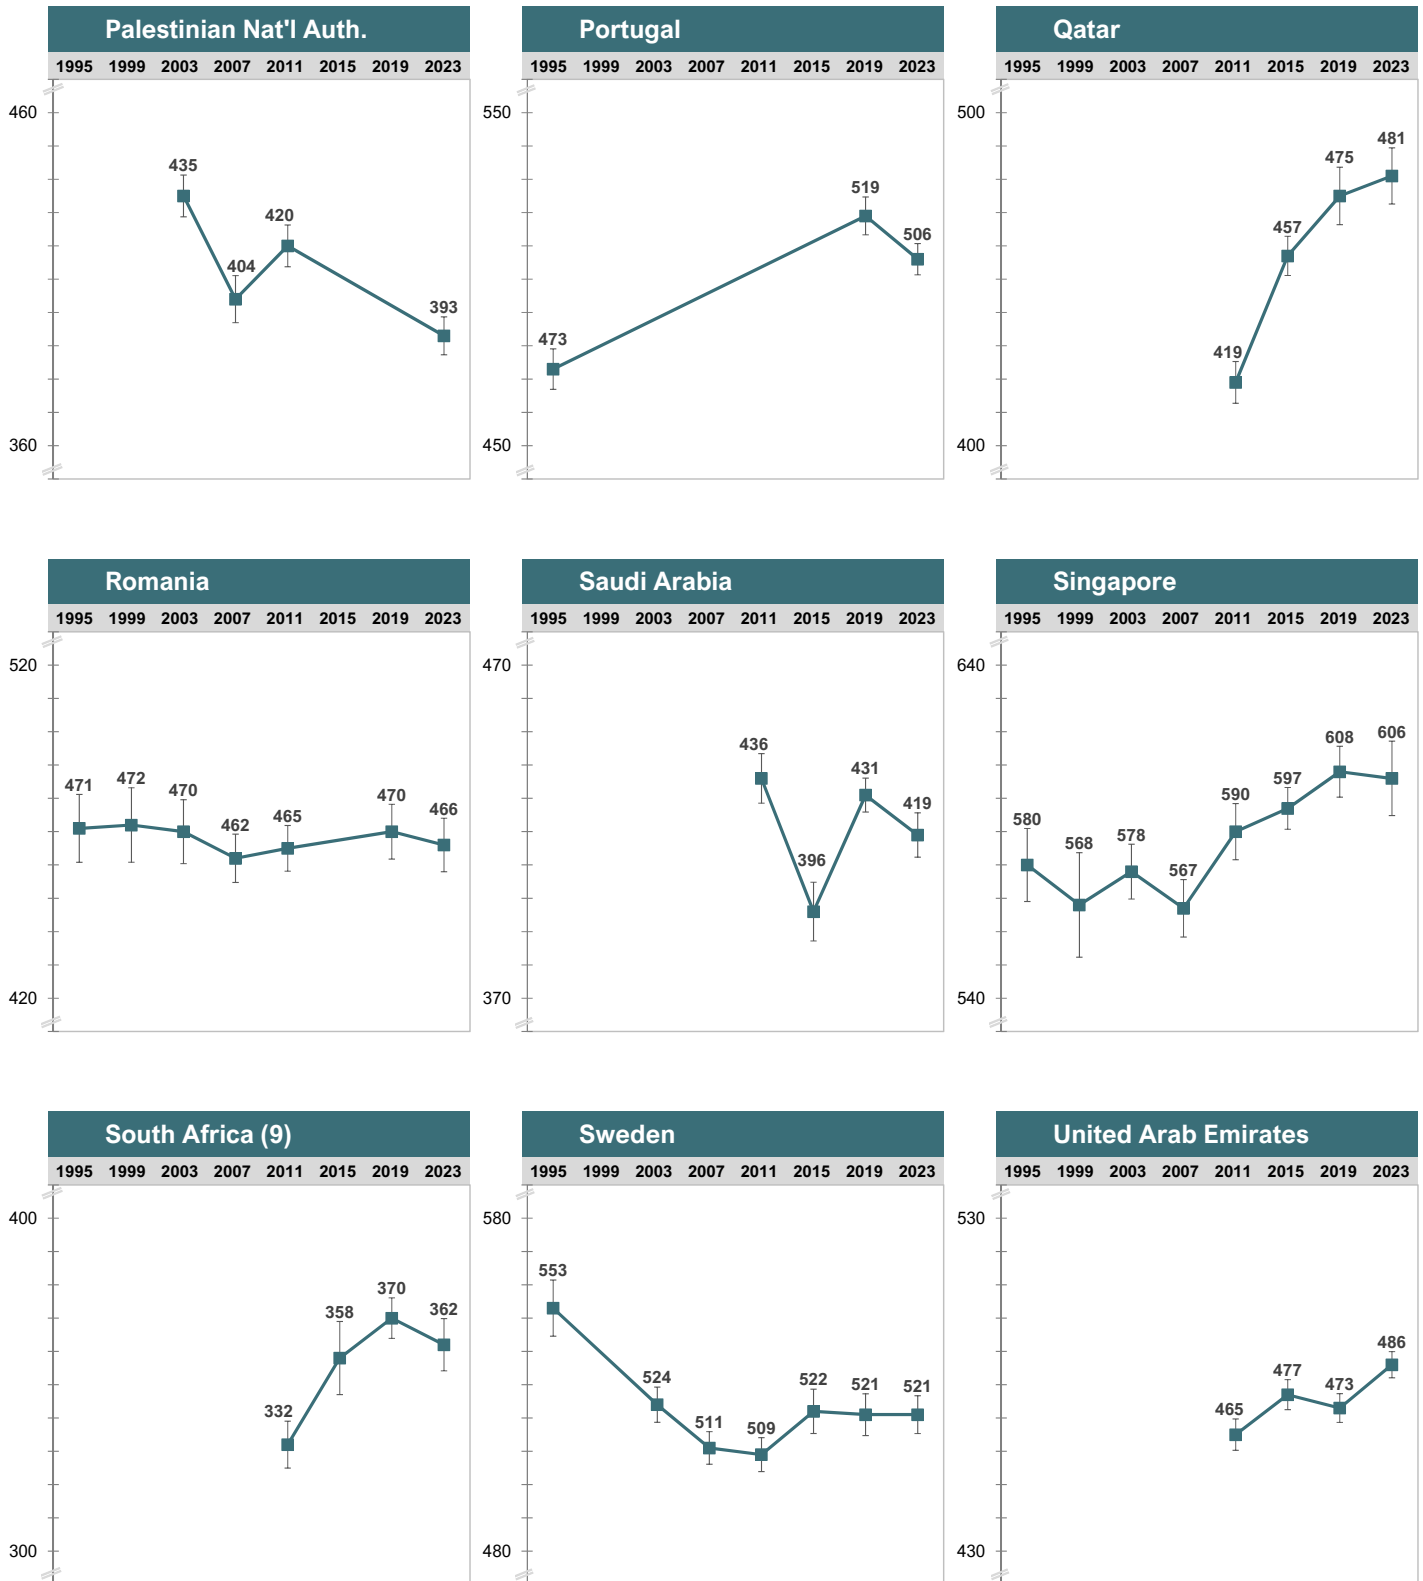 Palestinian Nat'l Auth.
1995 1999 2003 2007 2011 2015 2019 2023
460
435
420
404
393
360
Portugal
1995 1999 2003 2007 2011 2015 2019 2023
550
519
506
473
450
Qatar
1995 1999 2003 2007 2011 2015 2019 2023
500
481
475
457
419
400
Romania
1995 1999 2003 2007 2011 2015 2019 2023
520
471 472 470 462 465 470 466
420
Saudi Arabia
1995 1999 2003 2007 2011 2015 2019 2023
470
436
431
419
396
370
Singapore
1995 1999 2003 2007 2011 2015 2019 2023
640
580 568 578 567 590 597 608 606
540
South Africa (9)
1995 1999 2003 2007 2011 2015 2019 2023
400
332 358 370 362
300
Sweden
1995 1999 2003 2007 2011 2015 2019 2023
580
553 524 511 509 522 521 521
480
United Arab Emirates
1995 1999 2003 2007 2011 2015 2019 2023
530
465 477 473 486
430